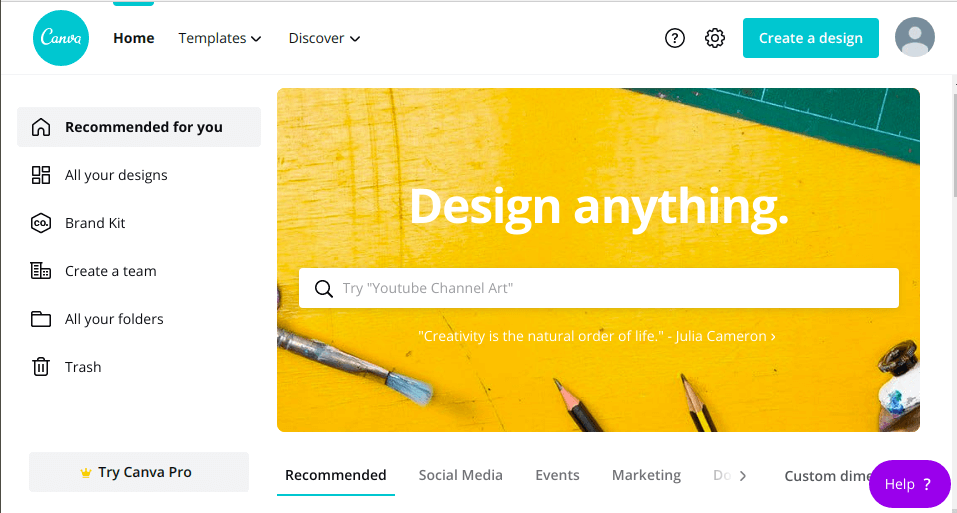 Canva
Home
Templates
Discover
?
Create a design
Recommended for you
All your designs
CO. Brand Kit
Create a team
All your folders
Trash
Try Canva Pro
Design anything.
Try "Youtube Channel Art"
"Creativity is the natural order of life." - Julia Cameron ›
Recommended Social Media Events Marketing Do Custom dime
Help ?